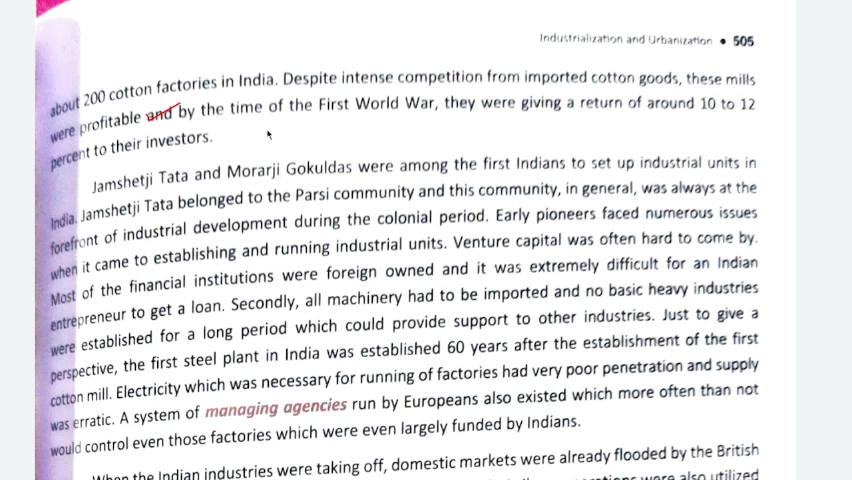 Industrialization and Urbanization • 505
about 200 cotton factories in India. Despite intense competition from imported cotton goods, these mills
were profitable and by the time of the First World War, they were giving a return of around 10 to 12
percent to their investors.
Jamshetji Tata and Morarji Gokuldas were among the first Indians to set up industrial units in
India. Jamshetji Tata belonged to the Parsi community and this community, in general, was always at the
forefront of industrial development during the colonial period. Early pioneers faced numerous issues
when it came to establishing and running industrial units. Venture capital was often hard to come by.
Most of the financial institutions were foreign owned and it was extremely difficult for an Indian
entrepreneur to get a loan. Secondly, all machinery had to be imported and no basic heavy industries
were established for a long period which could provide support to other industries. Just to give a
perspective, the first steel plant in India was established 60 years after the establishment of the first
cotton mill. Electricity which was necessary for running of factories had very poor penetration and supply
was erratic. A system of managing agencies run by Europeans also existed which more often than not
would control even those factories which were even largely funded by Indians.
When the Indian industries were taking off, domestic markets were already flooded by the British
were also utilized